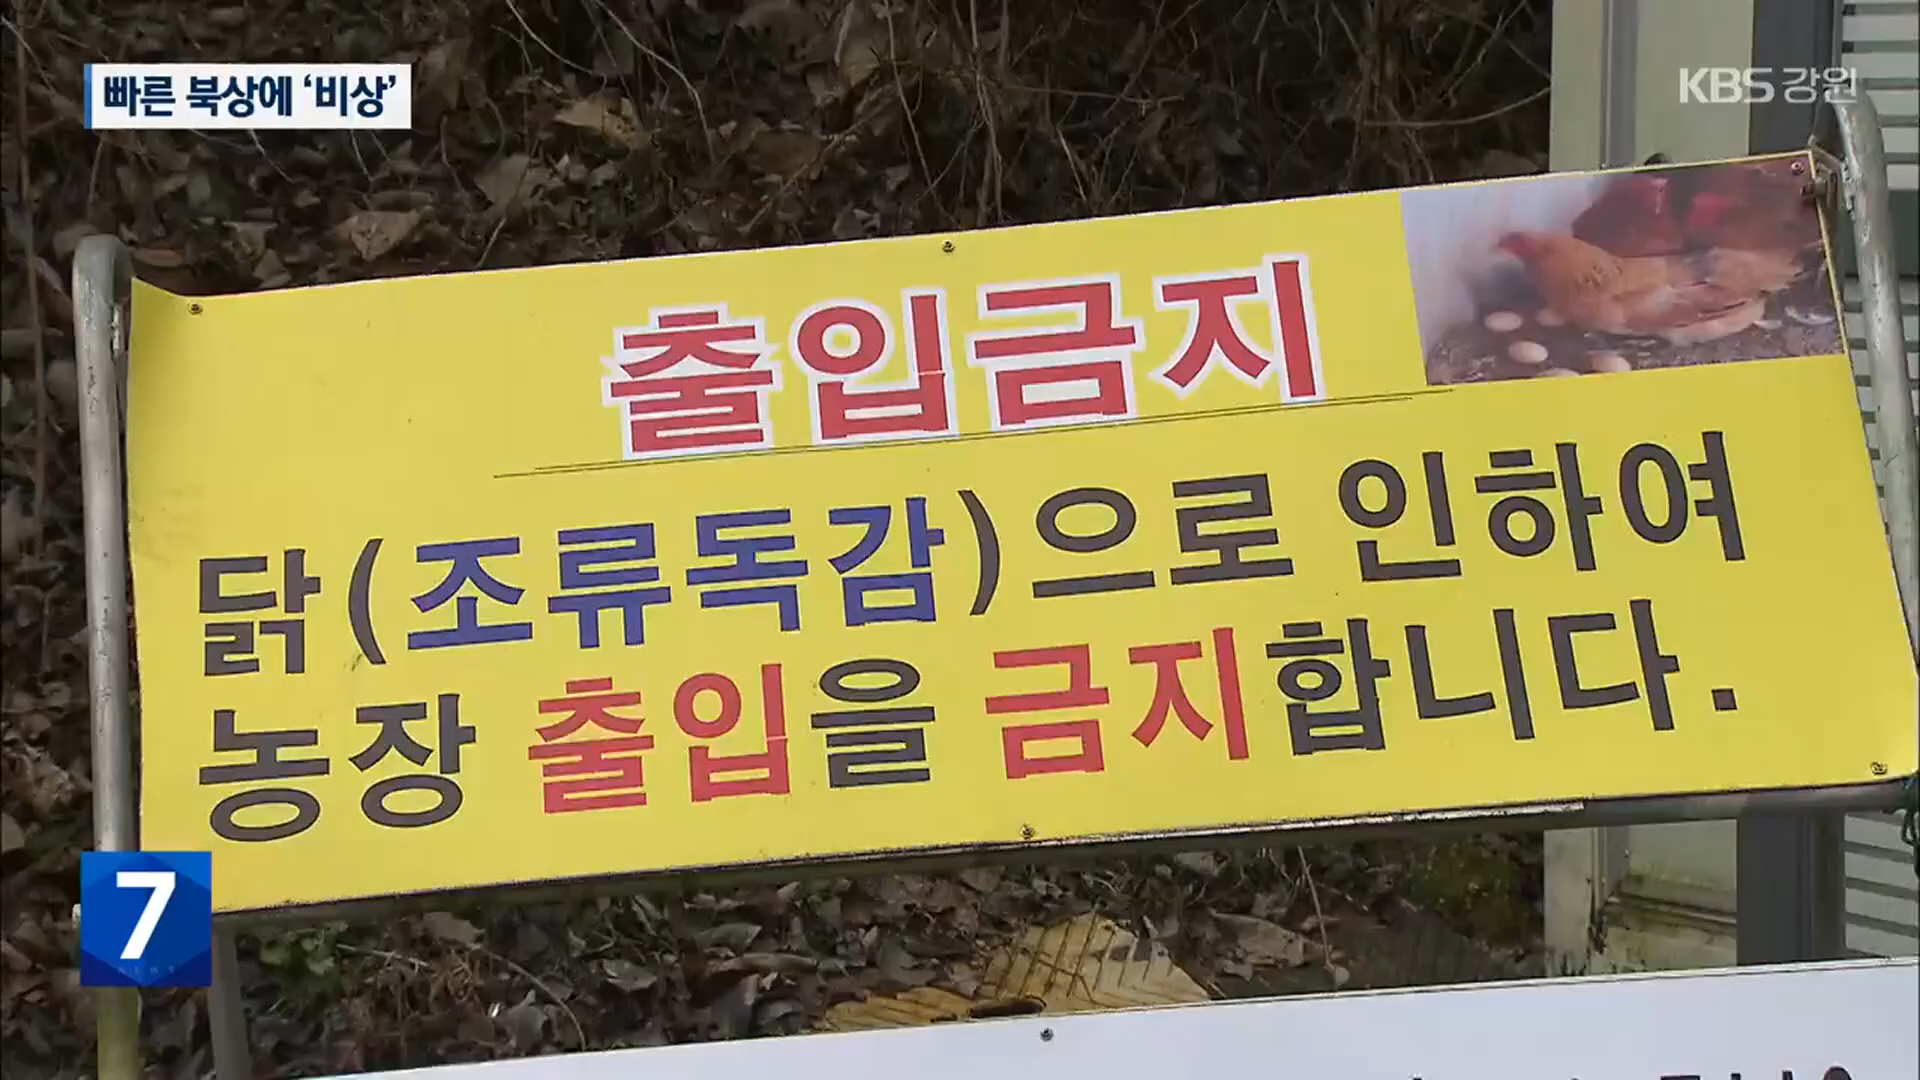 빠른 북상에 ‘비상’
KBS 강원
출입금지
닭(조류독감)으로 인하여
농장 출입을 금지합니다.
7
NEWS